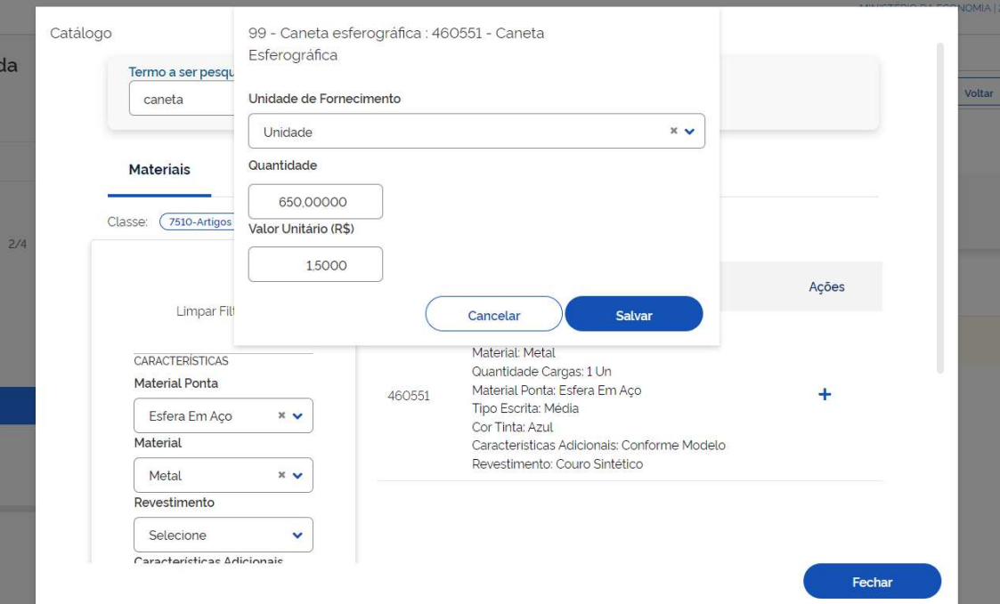 MINISTÉRIO DA ECONOMIA |
Catálogo
99 - Caneta esferográfica : 460551 - Caneta
Esferográfica
da
Termo a ser pesqu
caneta
Voltar
Unidade de Fornecimento
Unidade
Materiais
Quantidade
650,00000
Classe:
7510-Artigos
Valor Unitário (R$)
2/4
1,5000
Ações
Limpar Filt
Cancelar
Salvar
CARACTERÍSTICAS
Material Ponta
Esfera Em Aço
Material
Metal
Revestimento
Selecione
Características Adicionais
460551
Material: Metal
Quantidade Cargas: 1 Un
Material Ponta: Esfera Em Aço
Tipo Escrita: Média
Cor Tinta: Azul
Características Adicionais: Conforme Modelo
Revestimento: Couro Sintético
+
Fechar